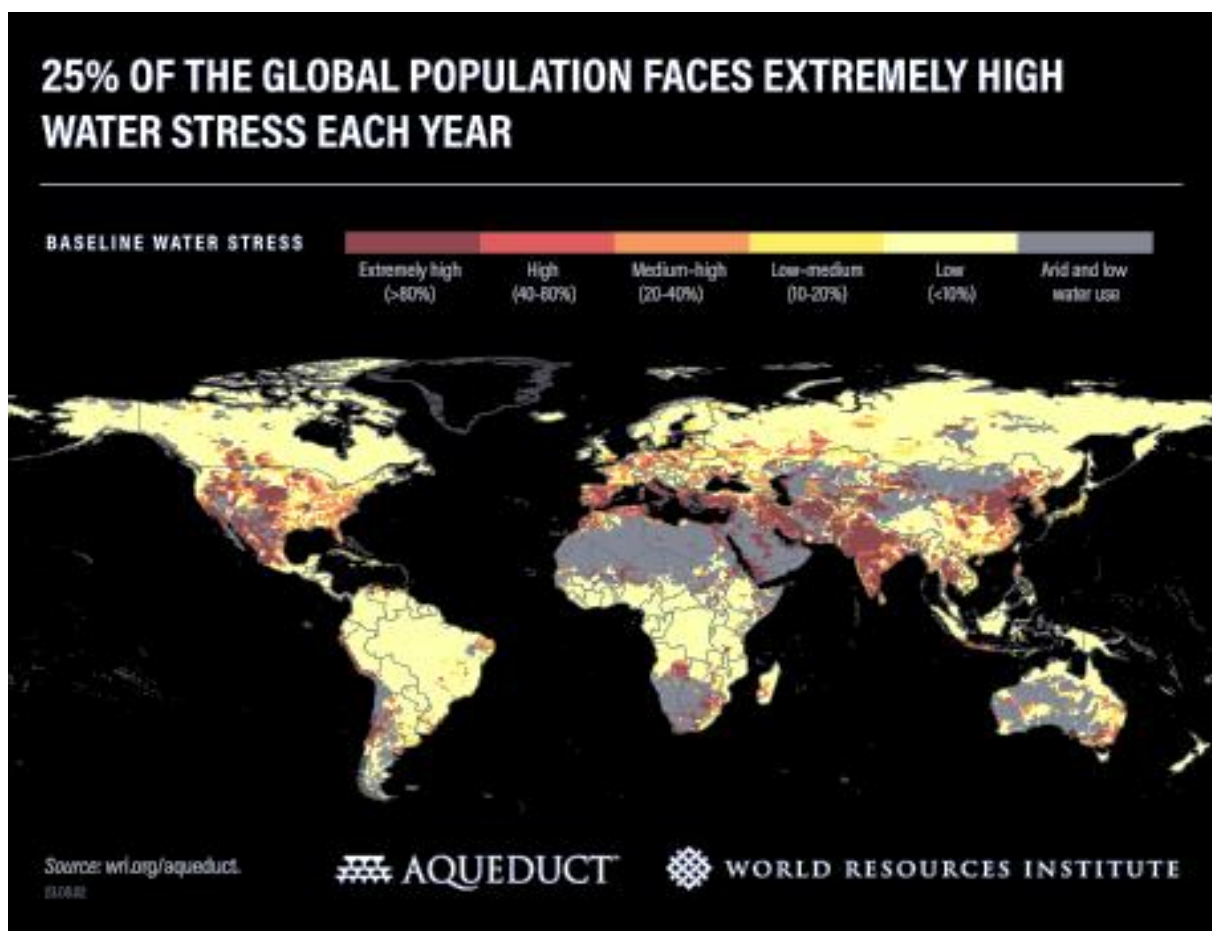 25% OF THE GLOBAL POPULATION FACES EXTREMELY HIGH
WATER STRESS EACH YEAR
BASELINE WATER STRESS
Extremely high
(>80%)
High
(40-80%)
Medium-high
(20-40%)
Low-medium
(10-20%)
Low
(<10%)
Arid and low
water use
Source: wri.org/aqueduct.
AQUEDUCT
WORLD RESOURCES INSTITUTE